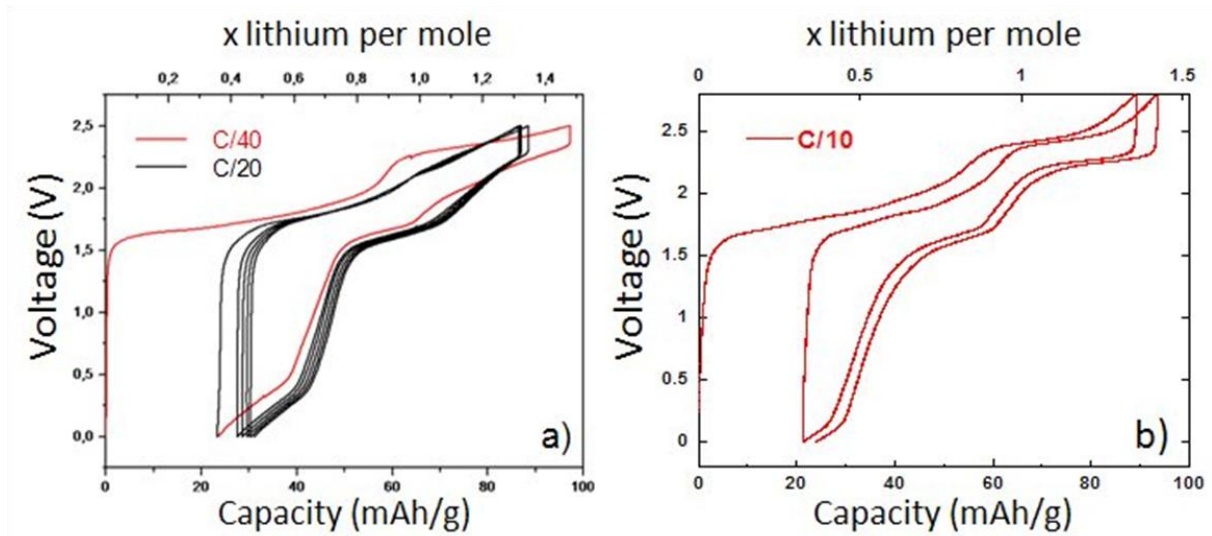 x lithium per mole
0,2 0,4 0,6 0,8 1,0 1,2 1,4
2,5
2,0
1,5
1,0
2,5
0,0
C/40
C/20
Voltage (V)
a)
0 20 40 60 80 100
Capacity (mAh/g)
x lithium per mole
0 0.5 1 1.5
2.5
2
1.5
1
2.5
0
C/10
Voltage (V)
b)
0 20 40 60 80 100
Capacity (mAh/g)